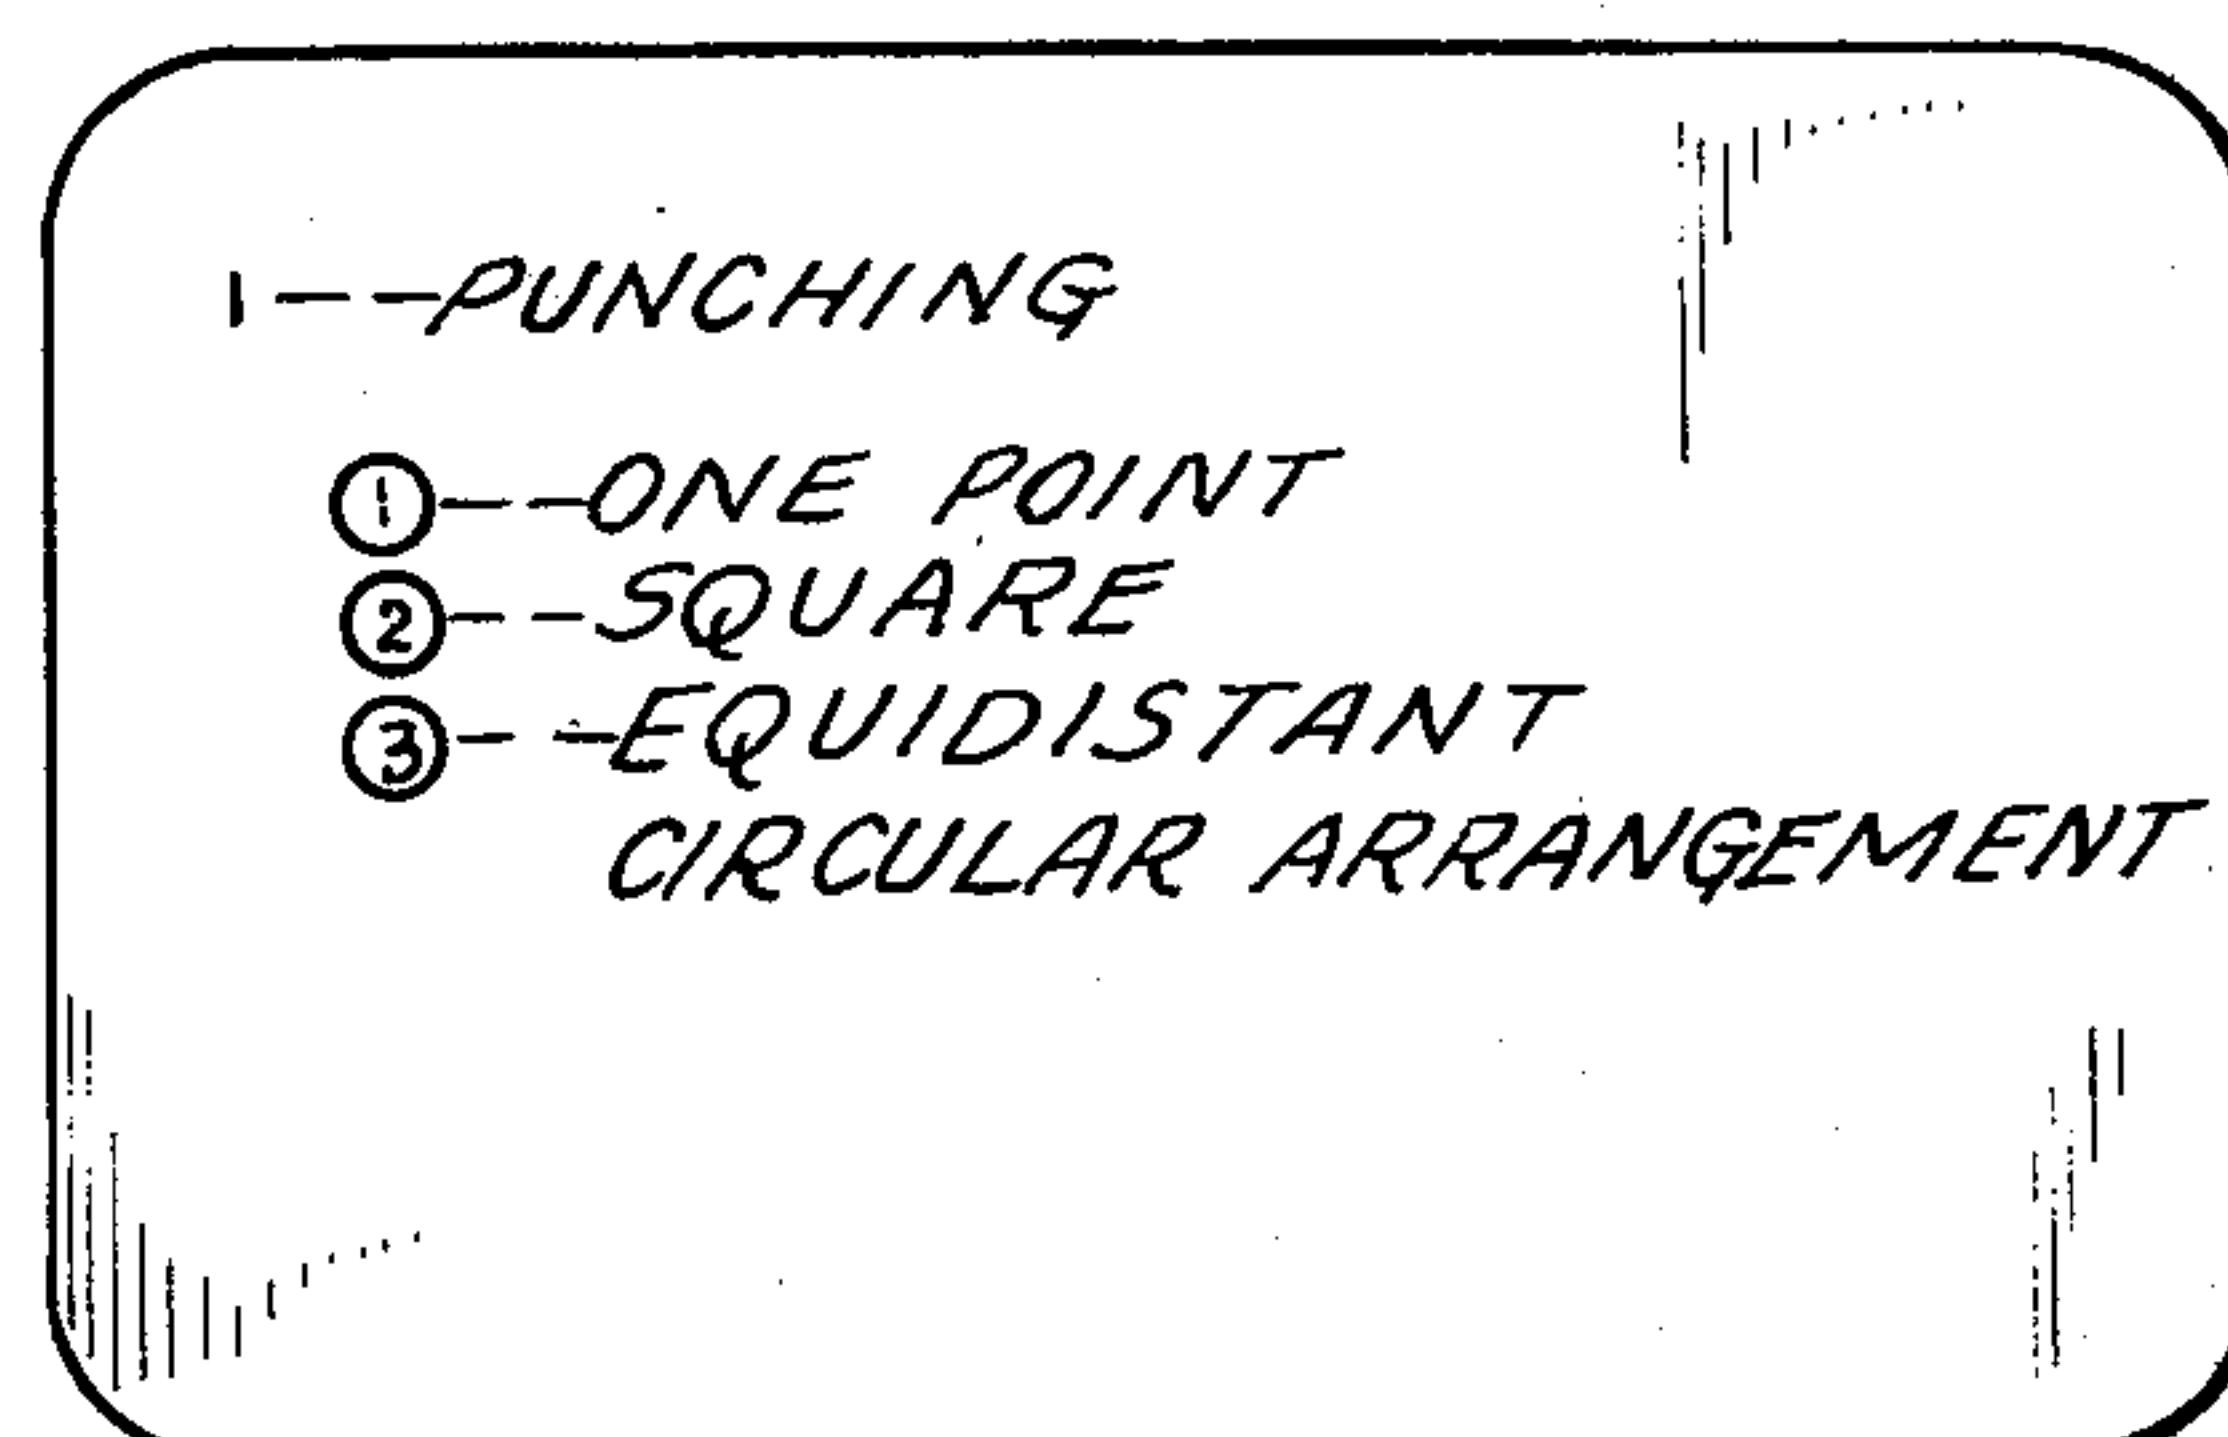 1--PUNCHING
①--ONE POINT
②--SQUARE
③--EQUIDISTANT
CIRCULAR ARRANGEMENT